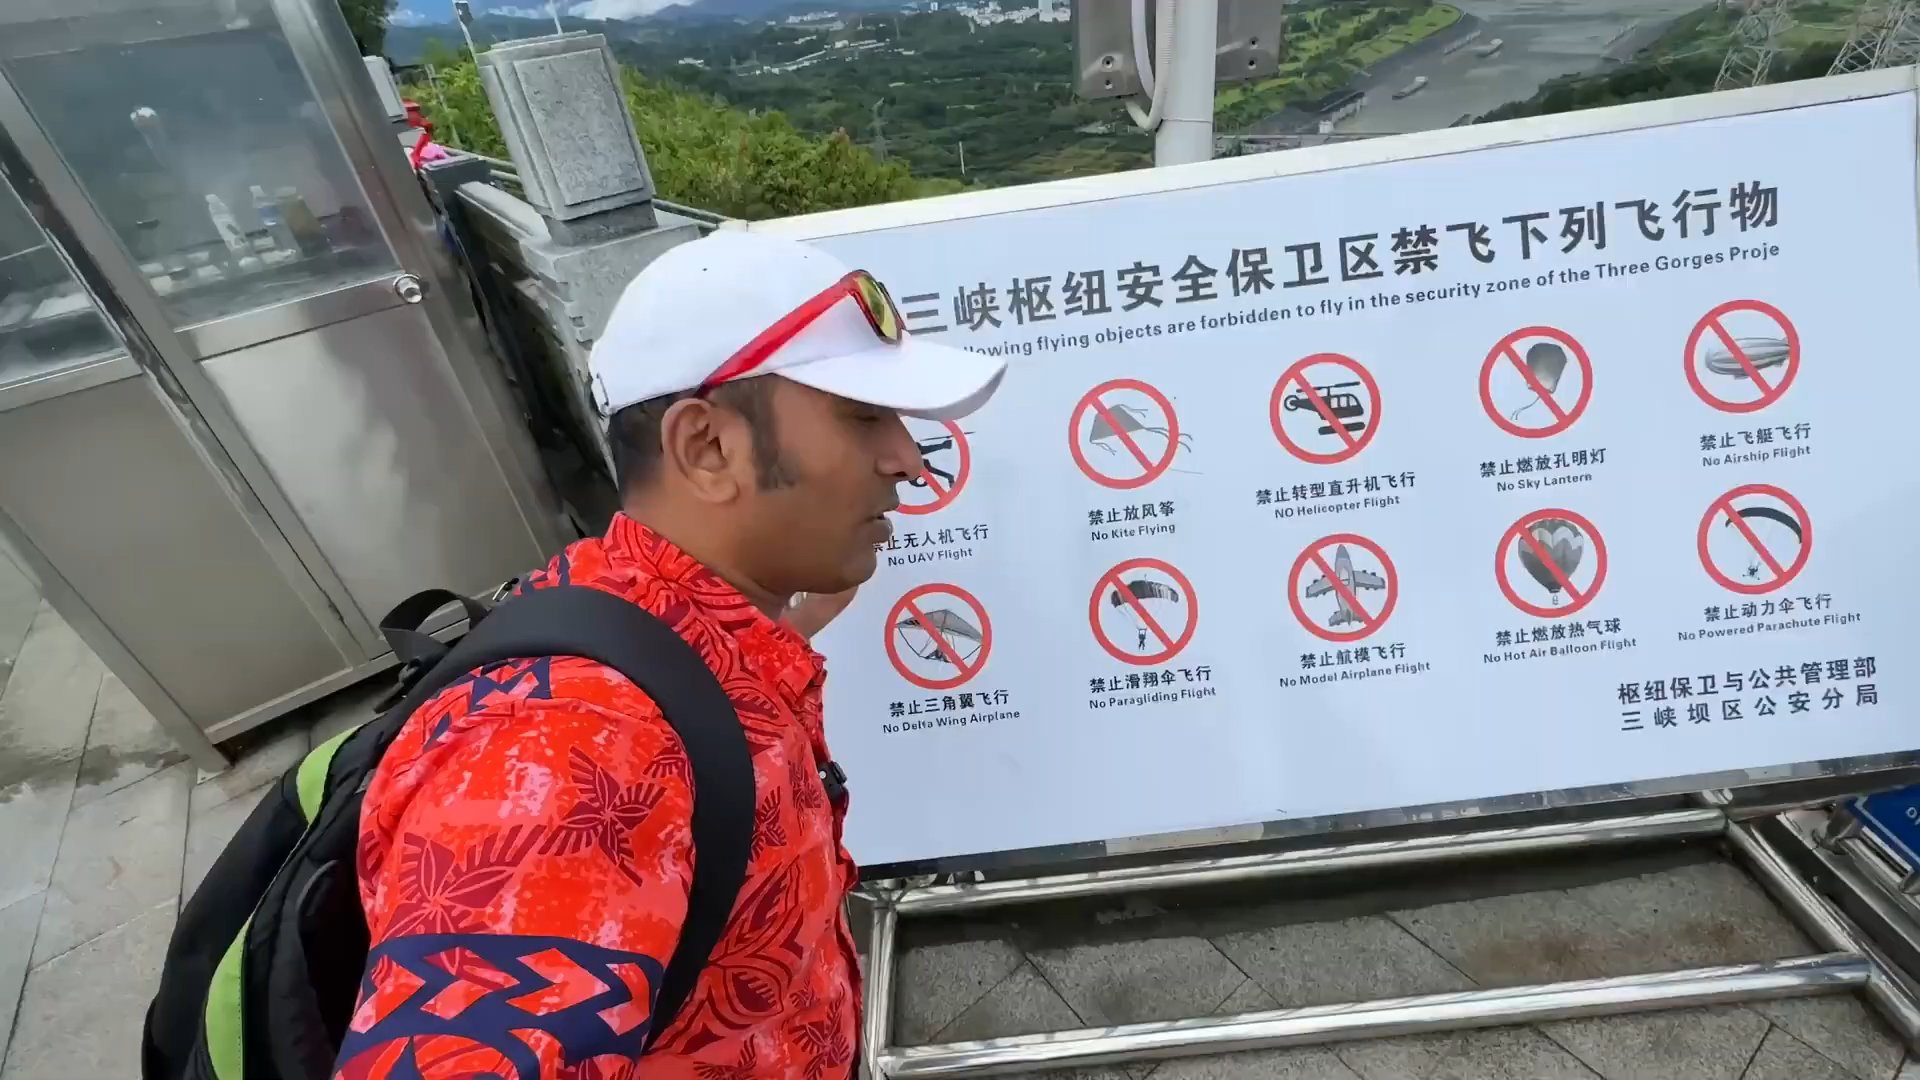 三峡枢纽安全保卫区禁飞下列飞行物
flying objects are forbidden to fly in the security zone of the Three Gorges Proje
禁止无人机飞行
No UAV Flight
禁止放风筝
No Kite Flying
禁止转型直升机飞行
NO Helicopter Flight
禁止燃放孔明灯
No Sky Lantern
禁止飞艇飞行
No Airship Flight
禁止三角翼飞行
No Delta Wing Airplane
禁止滑翔伞飞行
No Paragliding Flight
禁止航模飞行
No Model Airplane Flight
禁止燃放热气球
No Hot Air Balloon Flight
禁止动力伞飞行
No Powered Parachute Flight
枢纽保卫与公共管理部
三峡坝区公安分局